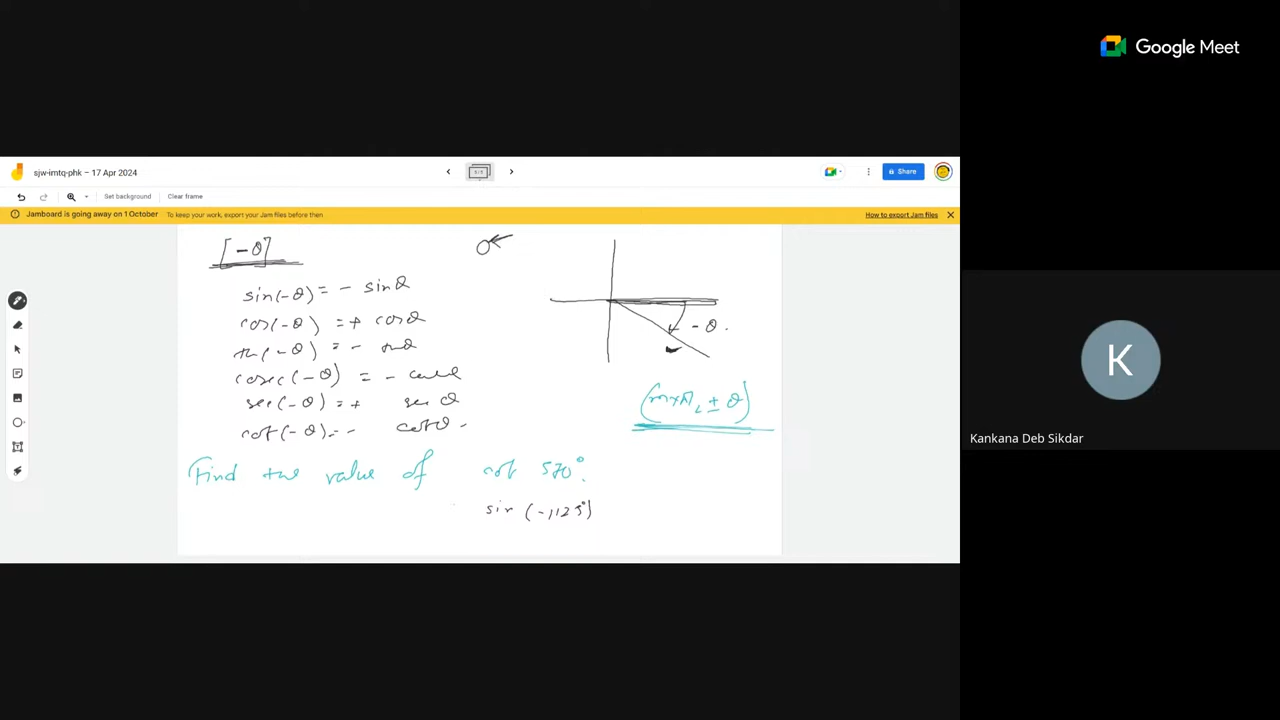 Google Meet
sjw-imtq-phk – 17 Apr 2024
Share
Set background
Clear frame
Jamboard is going away on 1 October
To keep your work, export your Jam files before then
How to export Jam files
[-θ]
sin(-θ) = - sinθ
cos(-θ) = + cosθ
tan(-θ) = - tanθ
cosec(-θ) = - cosecθ
sec(-θ) = + sec θ
cot(-θ) = - cotθ
- θ.
(n×π/2 ± θ)
Find the value of cot 570°.
sin (-1125°)
K
Kankana Deb Sikdar